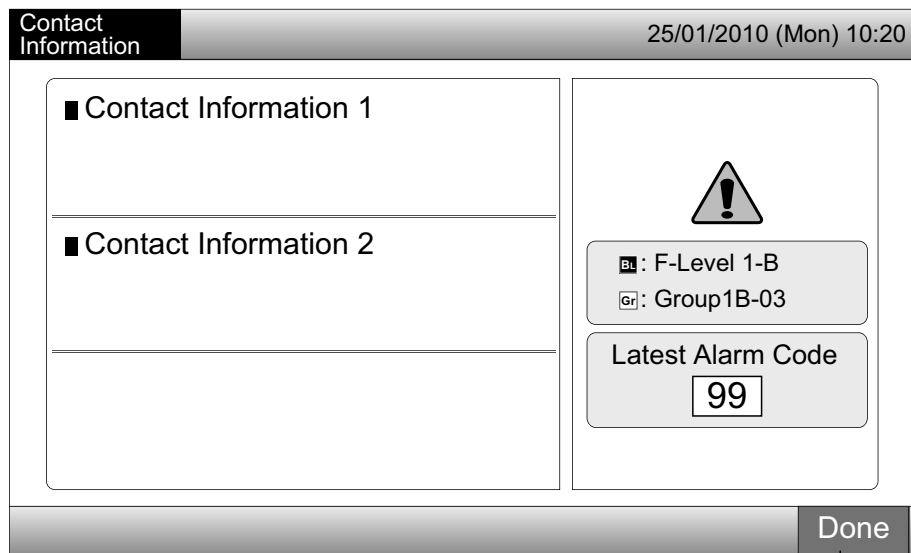 Contact
Information
25/01/2010 (Mon) 10:20
■ Contact Information 1
■ Contact Information 2
BL : F-Level 1-B
Gr : Group1B-03
Latest Alarm Code
99
Done